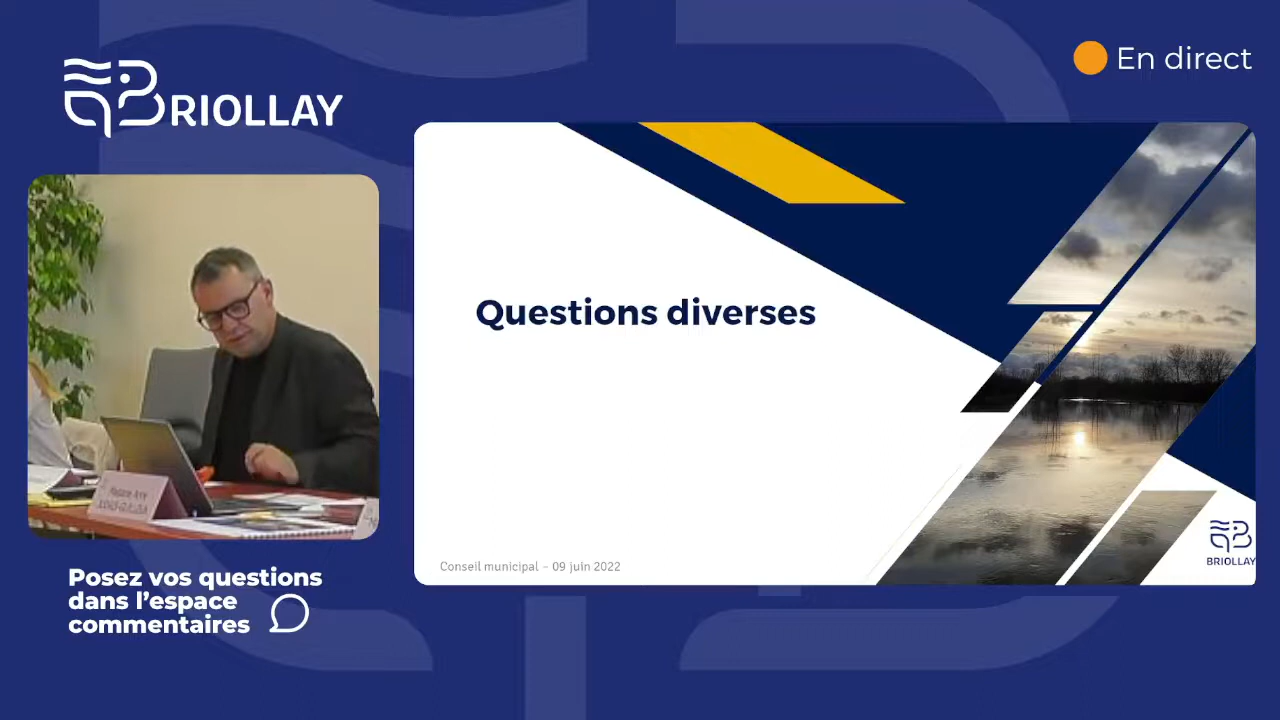 BRIOLLAY
En direct
Questions diverses
Conseil municipal – 09 juin 2022
BRIOLLAY
Posez vos questions
dans l’espace
commentaires